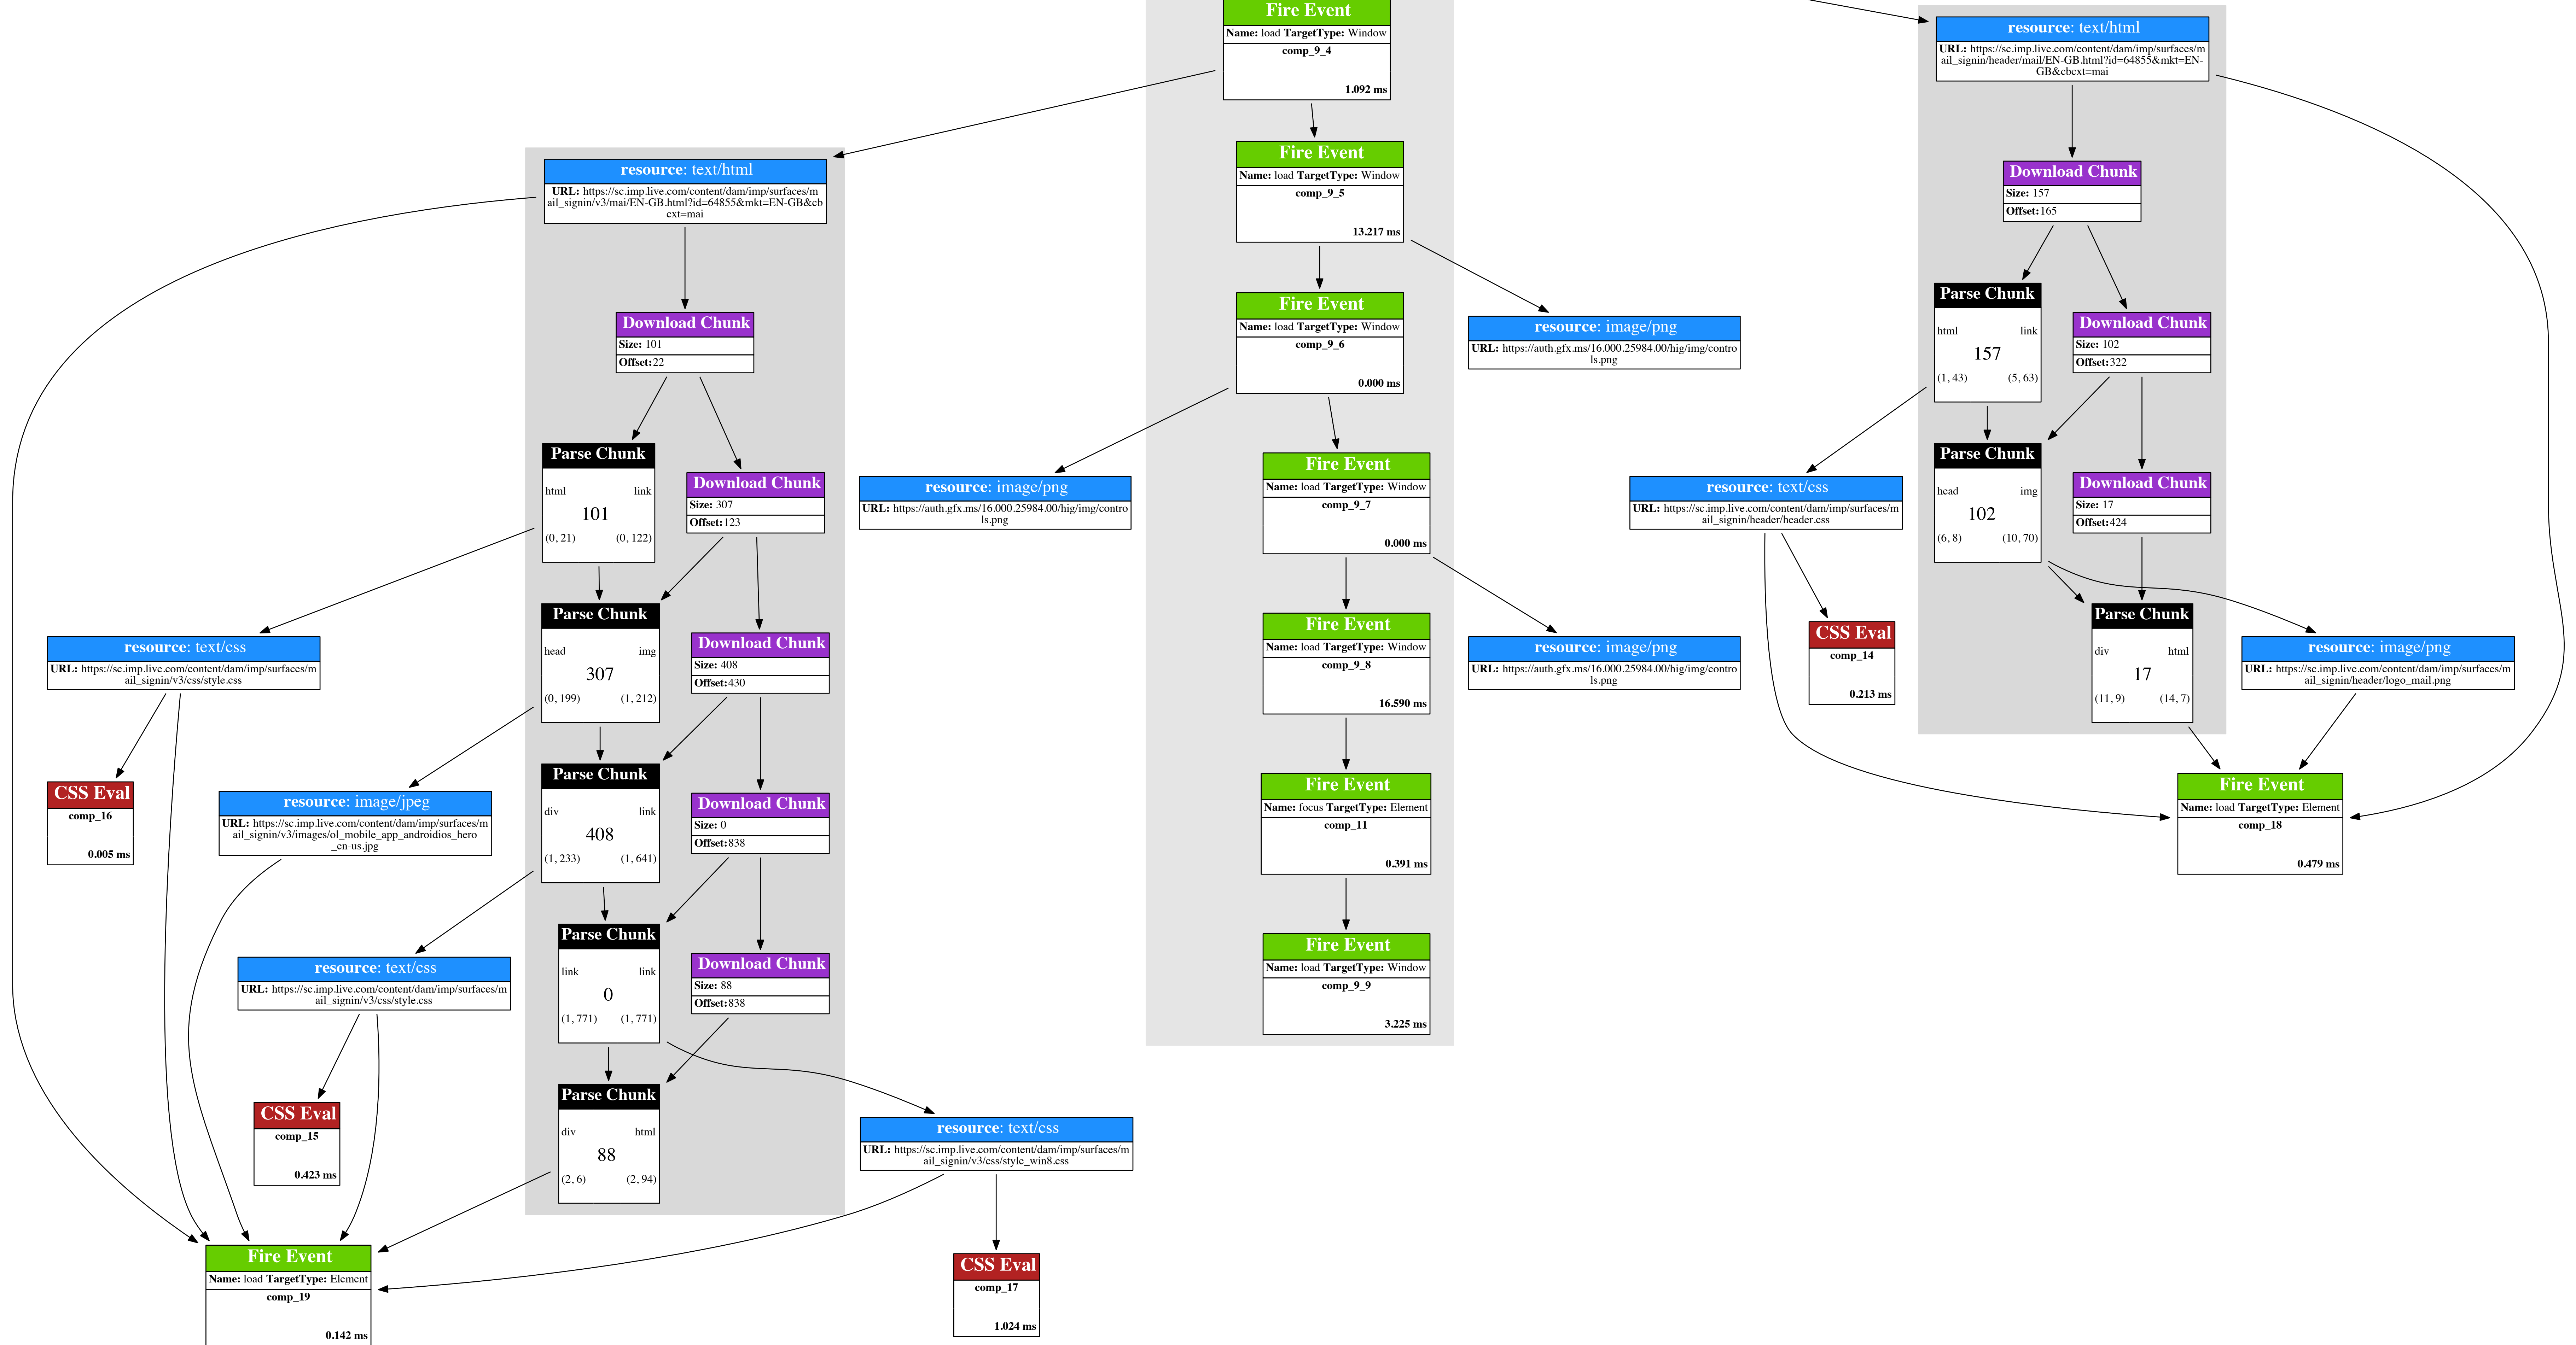 Fire Event
Name: load TargetType: Window
comp_9_4
1.092 ms
resource: text/html
URL: https://sc.imp.live.com/content/dam/imp/surfaces/m
ail_signin/header/mail/EN-GB.html?id=64855&mkt=EN-
GB&cbcxt=mai
Fire Event
Name: load TargetType: Window
comp_9_5
13.217 ms
resource: text/html
URL: https://sc.imp.live.com/content/dam/imp/surfaces/m
ail_signin/v3/mai/EN-GB.html?id=64855&mkt=EN-GB&cb
cxt=mai
Download Chunk
Size: 157
Offset:165
Parse Chunk
html link
157
(1, 43) (5, 63)
Fire Event
Name: load TargetType: Window
comp_9_6
0.000 ms
Download Chunk
Size: 101
Offset:22
resource: image/png
URL: https://auth.gfx.ms/16.000.25984.00/hig/img/contro
ls.png
Download Chunk
Size: 102
Offset:322
Parse Chunk
html link
101
(0, 21) (0, 122)
Download Chunk
Size: 307
Offset:123
resource: image/png
URL: https://auth.gfx.ms/16.000.25984.00/hig/img/contro
ls.png
Fire Event
Name: load TargetType: Window
comp_9_7
0.000 ms
resource: text/css
URL: https://sc.imp.live.com/content/dam/imp/surfaces/m
ail_signin/header/header.css
Parse Chunk
head img
102
(6, 8) (10, 70)
Download Chunk
Size: 17
Offset:424
resource: text/css
URL: https://sc.imp.live.com/content/dam/imp/surfaces/m
ail_signin/v3/css/style.css
Parse Chunk
head img
307
(0, 199) (1, 212)
Download Chunk
Size: 408
Offset:430
Fire Event
Name: load TargetType: Window
comp_9_8
16.590 ms
resource: image/png
URL: https://auth.gfx.ms/16.000.25984.00/hig/img/contro
ls.png
CSS Eval
comp_14
0.213 ms
Parse Chunk
div html
17
(11, 9) (14, 7)
resource: image/png
URL: https://sc.imp.live.com/content/dam/imp/surfaces/m
ail_signin/header/logo_mail.png
CSS Eval
comp_16
0.005 ms
resource: image/jpeg
URL: https://sc.imp.live.com/content/dam/imp/surfaces/m
ail_signin/v3/images/ol_mobile_app_androidios_hero
_en-us.jpg
Parse Chunk
div link
408
(1, 233) (1, 641)
Download Chunk
Size: 0
Offset:838
Fire Event
Name: focus TargetType: Element
comp_11
0.391 ms
Fire Event
Name: load TargetType: Element
comp_18
0.479 ms
resource: text/css
URL: https://sc.imp.live.com/content/dam/imp/surfaces/m
ail_signin/v3/css/style.css
Parse Chunk
link link
0
(1, 771) (1, 771)
Download Chunk
Size: 88
Offset:838
Fire Event
Name: load TargetType: Window
comp_9_9
3.225 ms
CSS Eval
comp_15
0.423 ms
Parse Chunk
div html
88
(2, 6) (2, 94)
resource: text/css
URL: https://sc.imp.live.com/content/dam/imp/surfaces/m
ail_signin/v3/css/style_win8.css
Fire Event
Name: load TargetType: Element
comp_19
0.142 ms
CSS Eval
comp_17
1.024 ms